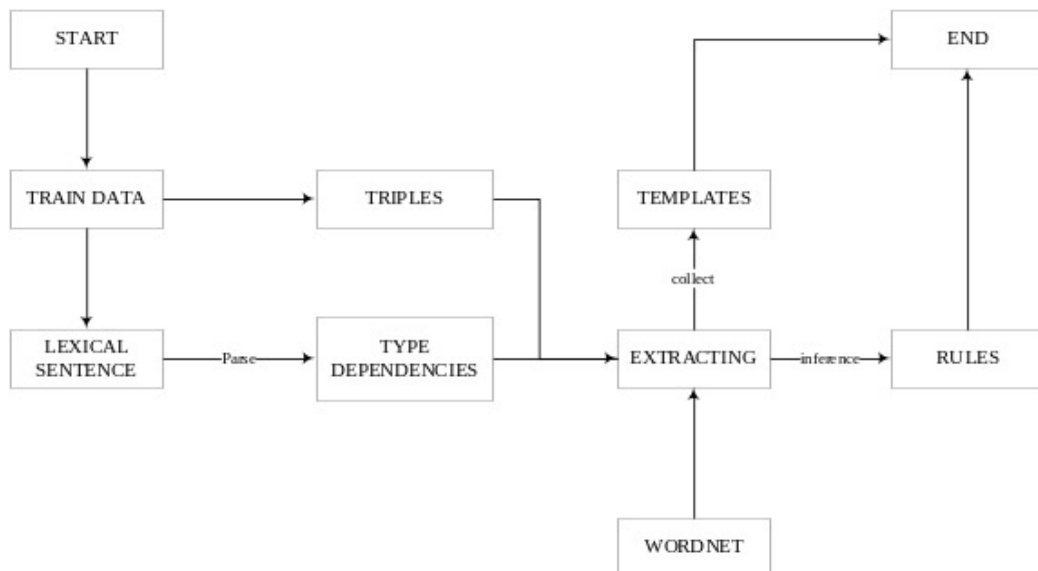 START
END
TRAIN DATA
TRIPLES
TEMPLATES
collect
LEXICAL
SENTENCE
Parse
TYPE
DEPENDENCIES
EXTRACTING
inference
RULES
WORDNET